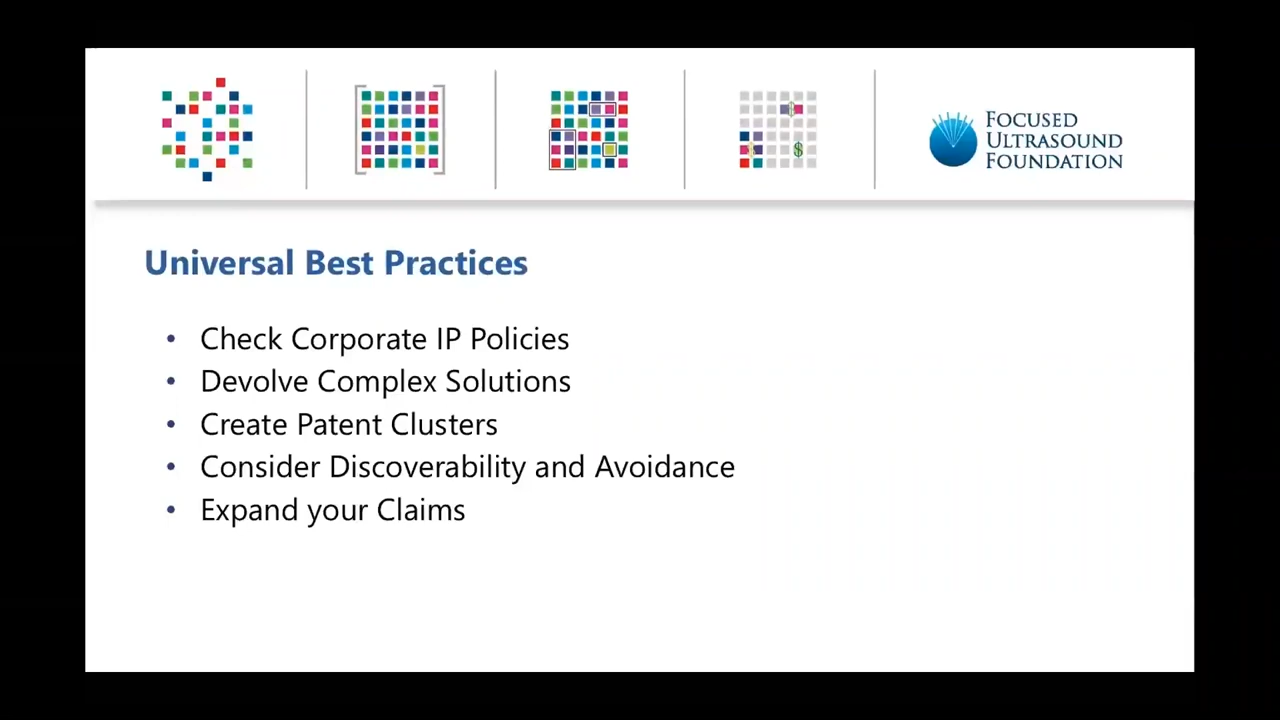 FOCUSED
ULTRASOUND
FOUNDATION
$
$
$
Universal Best Practices
• Check Corporate IP Policies
• Devolve Complex Solutions
• Create Patent Clusters
• Consider Discoverability and Avoidance
• Expand your Claims